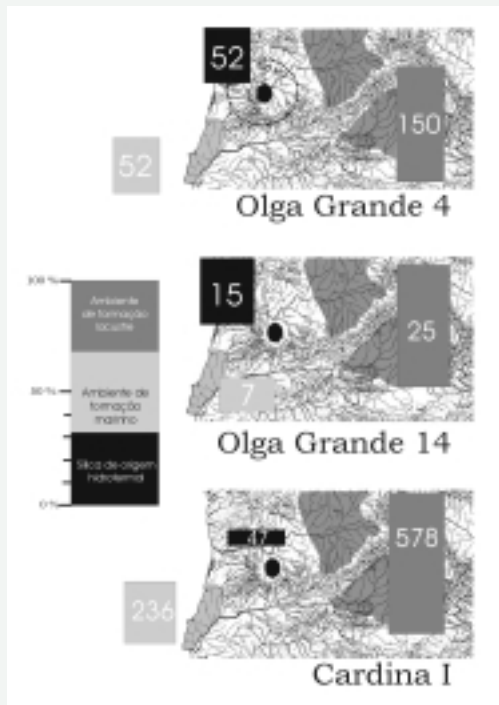 52
150
52
Olga Grande 4
100 %
Ambiente
de formação
lacustre
50 %
Ambiente de
formação
marinho
Sílica de origem
hidrotermal
0 %
15
25
7
Olga Grande 14
47
578
236
Cardina I